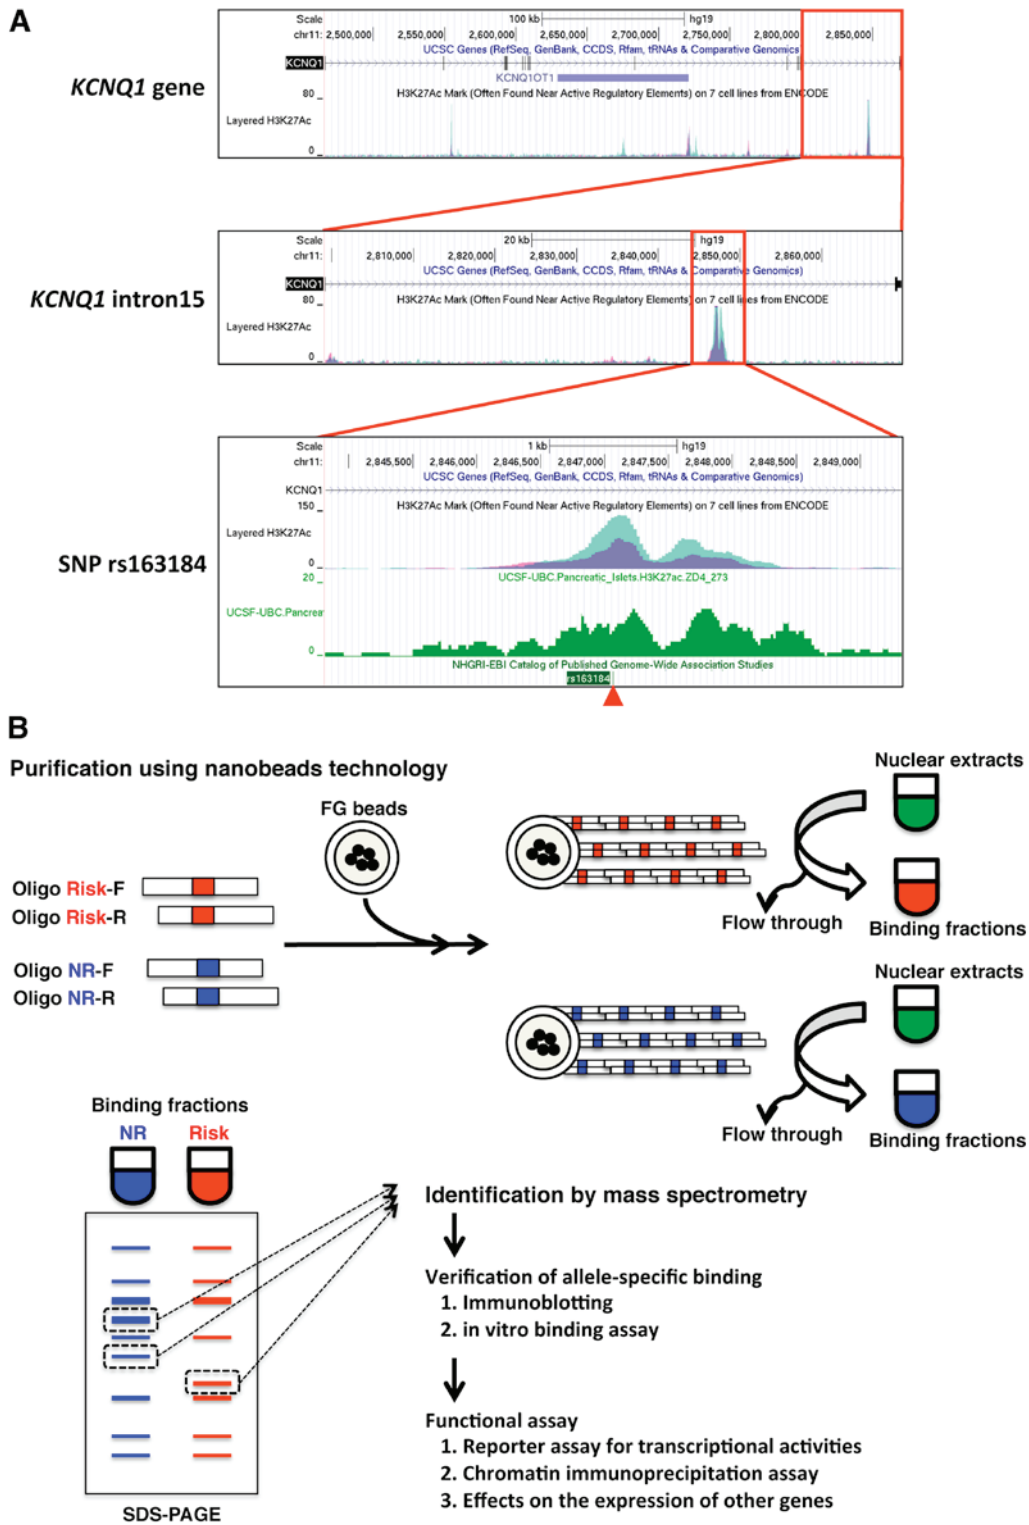 A
KCNQ1 gene
Scale 100 kb hg19
chr11: 2,500,000 2,550,000 2,600,000 2,650,000 2,700,000 2,750,000 2,800,000 2,850,000
UCSC Genes (RefSeq, GenBank, CCDS, Rfam, tRNAs & Comparative Genomics
KCNQ1
KCNQ1OT1
H3K27Ac Mark (Often Found Near Active Regulatory Elements) on 7 cell lines from ENCODE
80
Layered H3K27Ac
0
KCNQ1 intron15
Scale 20 kb hg19
chr11: 2,810,000 2,820,000 2,830,000 2,840,000 2,850,000 2,860,000
UCSC Genes (RefSeq, GenBank, CCDS, Rfam, tRNAs & Comparative Genomics)
KCNQ1
H3K27Ac Mark (Often Found Near Active Regulatory Elements) on 7 cell lines from ENCODE
80
Layered H3K27Ac
0
SNP rs163184
Scale 1 kb hg19
chr11: 2,845,500 2,846,000 2,846,500 2,847,000 2,847,500 2,848,000 2,848,500 2,849,000
UCSC Genes (RefSeq, GenBank, CCDS, Rfam, tRNAs & Comparative Genomics)
KCNQ1
H3K27Ac Mark (Often Found Near Active Regulatory Elements) on 7 cell lines from ENCODE
150
Layered H3K27Ac
0
UCSF-UBC.Pancreatic_Islets.H3K27ac.ZD4_273
20
UCSF-UBC.Pancrea
0
NHGRI-EBI Catalog of Published Genome-Wide Association Studies
rs163184
B
Purification using nanobeads technology
FG beads
Oligo Risk-F
Oligo Risk-R
Oligo NR-F
Oligo NR-R
Nuclear extracts
Flow through
Binding fractions
Nuclear extracts
Flow through
Binding fractions
Binding fractions
NR Risk
SDS-PAGE
Identification by mass spectrometry
Verification of allele-specific binding
1. Immunoblotting
2. in vitro binding assay
Functional assay
1. Reporter assay for transcriptional activities
2. Chromatin immunoprecipitation assay
3. Effects on the expression of other genes